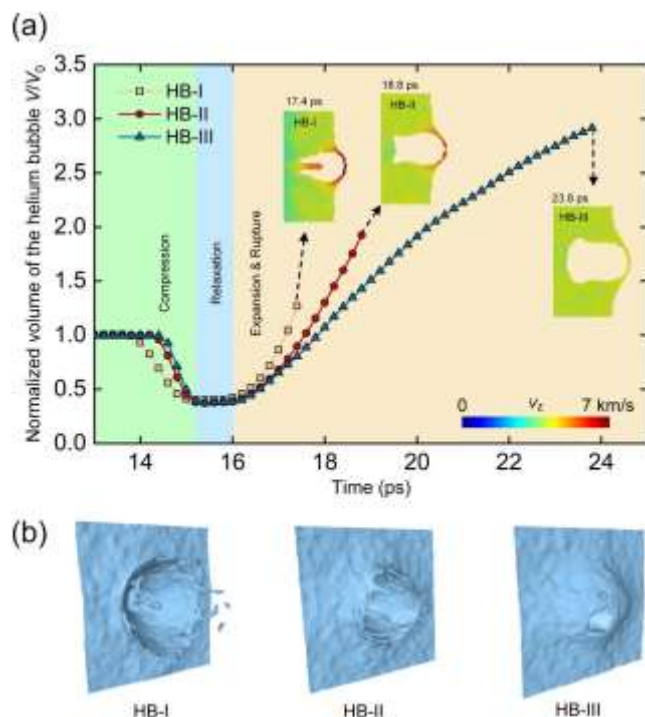 (a)
3.5
3.0
2.5
2.0
1.5
1.0
0.5
0.0
Normalized volume of the helium bubble V/V₀
HB-I
HB-II
HB-III
Compression
Relaxation
Expansion & Rupture
17.4 ps
HB-I
18.8 ps
HB-II
23.8 ps
HB-III
0 v_z 7 km/s
14 16 18 20 22 24
Time (ps)
(b)
HB-I HB-II HB-III